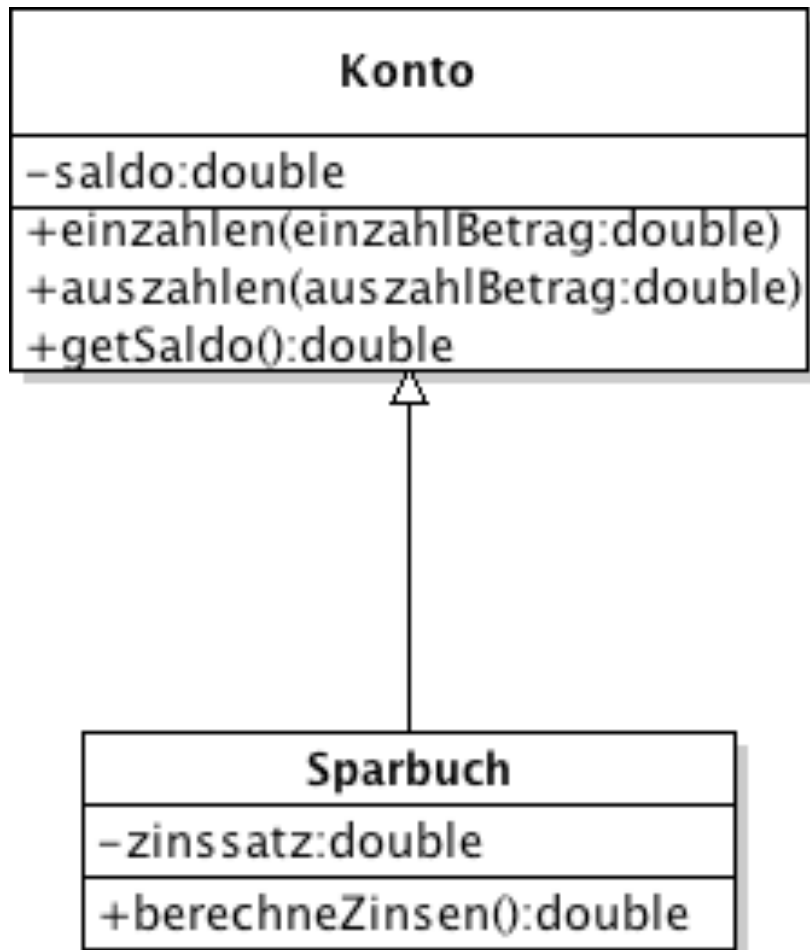 Konto
-saldo:double
+einzahlen(einzahlBetrag:double)
+auszahlen(auszahlBetrag:double)
+getSaldo():double
Sparbuch
-zinssatz:double
+berechneZinsen():double